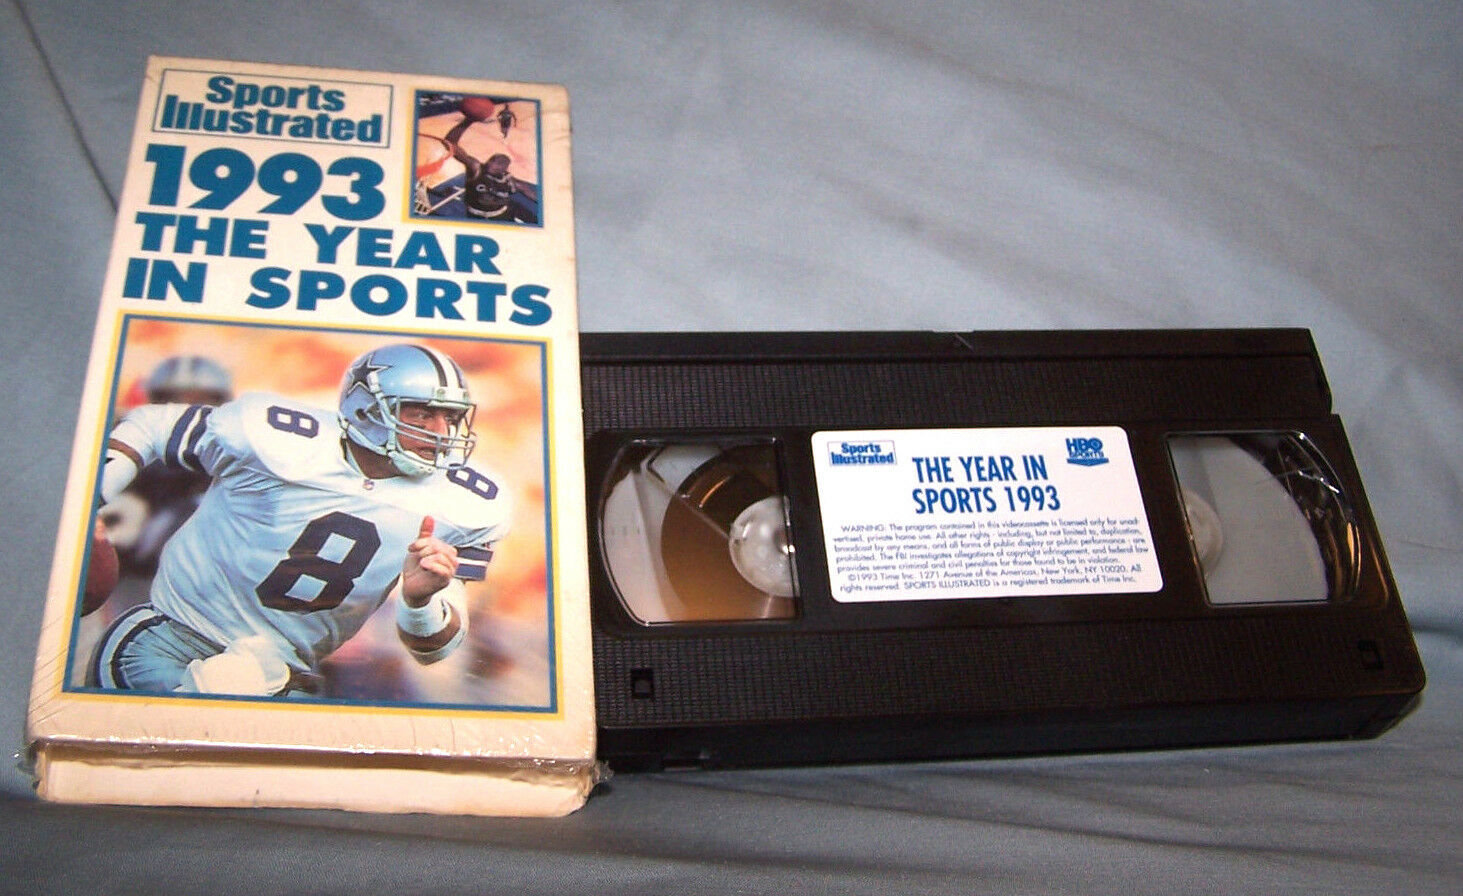 Sports
Illustrated
1993
THE YEAR
IN SPORTS
8
8
8
Sports
Illustrated
HBO
SPORTS
THE YEAR IN
SPORTS 1993
WARNING: The program contained in this videocassette is licensed only for unad-
vertised, private home use. All other rights - including, but not limited to, duplication,
broadcast by any means, and all forms of public display or public performance - are
prohibited. The FBI investigates allegations of copyright infringement, and federal law
provides severe criminal and civil penalties for those found to be in violation.
©1993 Time Inc. 1271 Avenue of the Americas, New York, NY 10020. All
rights reserved. SPORTS ILLUSTRATED is a registered trademark of Time Inc.